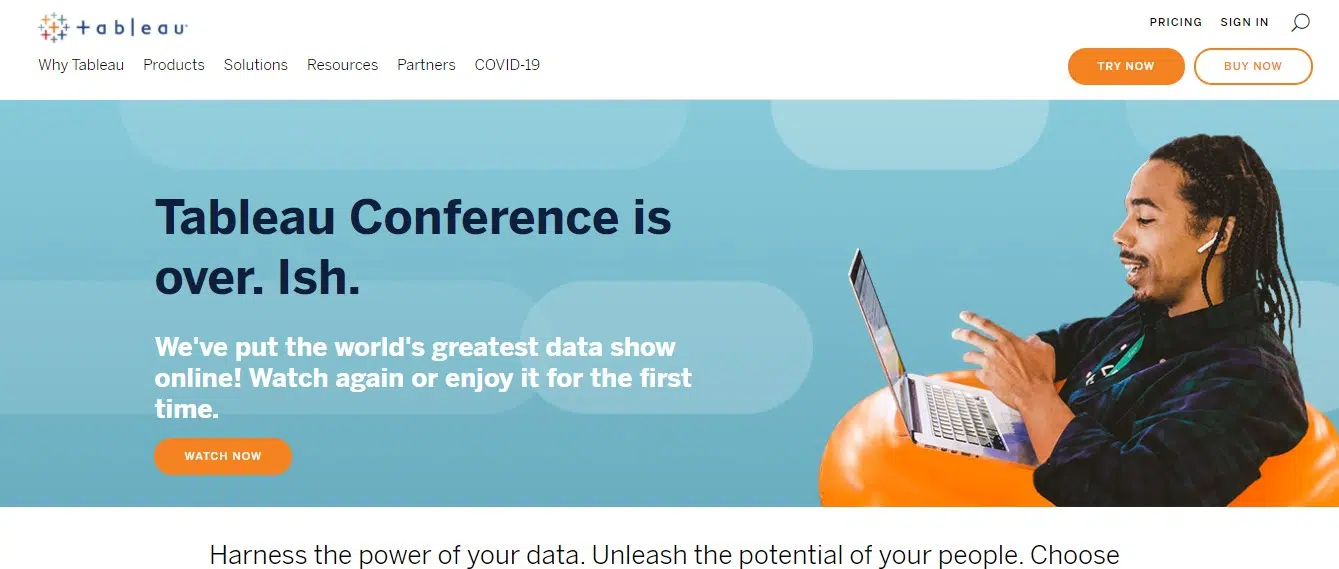 tableau
PRICING SIGN IN
Why Tableau Products Solutions Resources Partners COVID-19
TRY NOW BUY NOW
Tableau Conference is
over. Ish.
We've put the world's greatest data show
online! Watch again or enjoy it for the first
time.
WATCH NOW
Harness the power of your data. Unleash the potential of your people. Choose